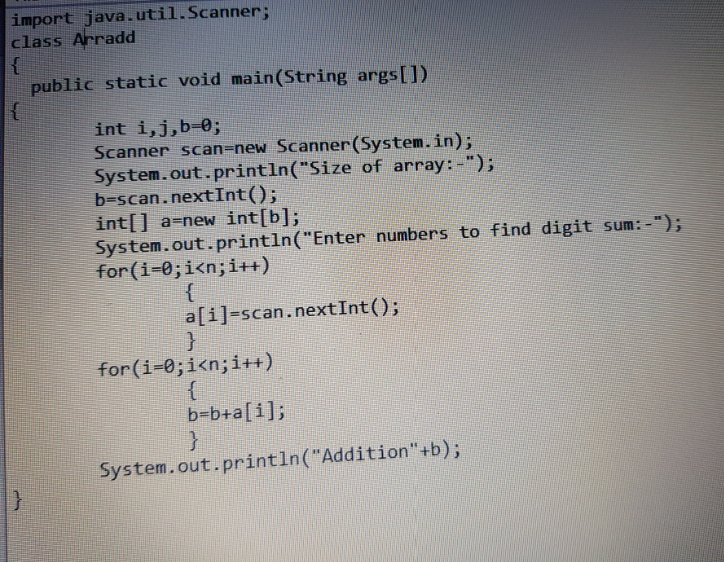 import java.util.Scanner;
class Arradd
{
public static void main(String args[])
{
int i,j,b=0;
Scanner scan=new Scanner(System.in);
System.out.println("Size of array:-");
b=scan.nextInt();
int[] a=new int[b];
System.out.println("Enter numbers to find digit sum:-");
for(i=0;i<n;i++)
{
a[i]=scan.nextInt();
}
for(i=0;i<n;i++)
{
b=b+a[i];
}
System.out.println("Addition"+b);
}